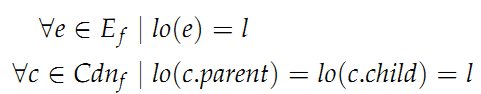 ∀e ∈ E_f | lo(e) = l
∀c ∈ Cdn_f | lo(c.parent) = lo(c.child) = l